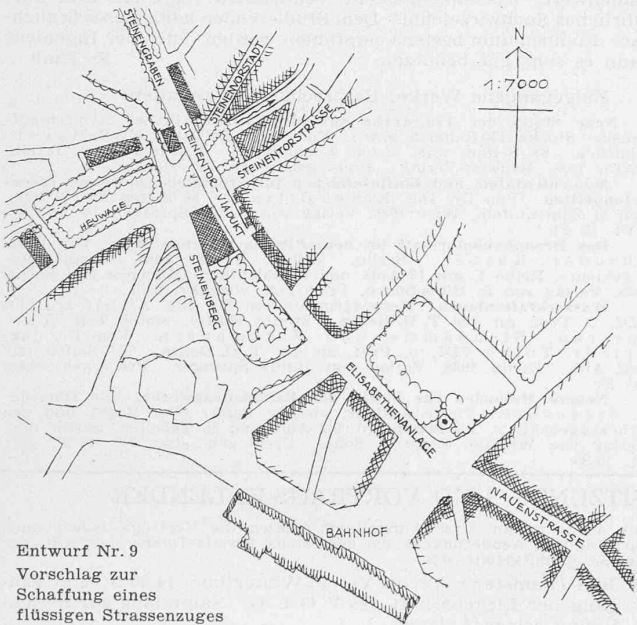 STEINENGRABEN
STEINENVORSTADT
STEINENTORSTRASSE
STEINENTOR-VIADUKT
HEUWAGE
STEINENBERG
ELISABETHENANLAGE
NAUENSTRASSE
BAHNHOF
N
1:7000
Entwurf Nr. 9
Vorschlag zur
Schaffung eines
flüssigen Strassenzuges